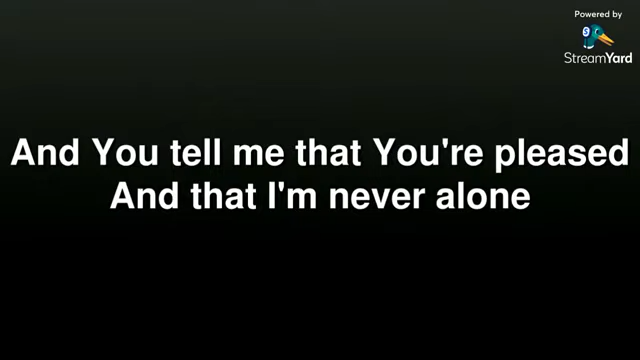 Powered by
StreamYard
And You tell me that You're pleased
And that I'm never alone